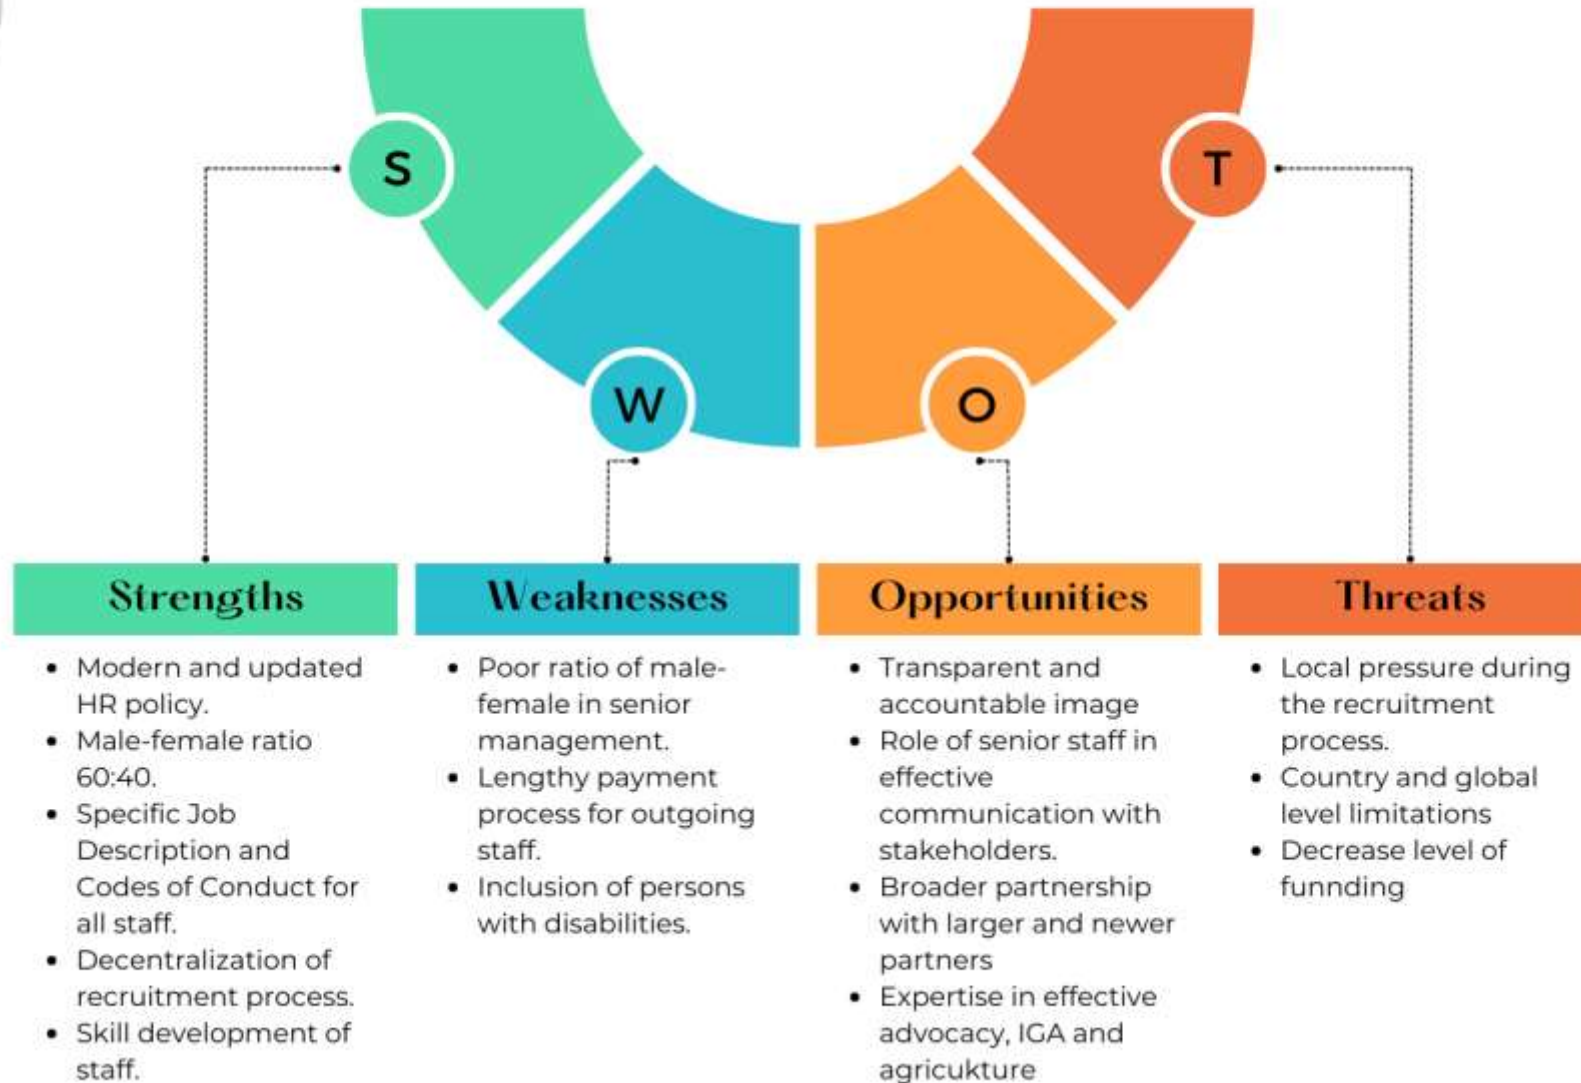 S
T
W
O
Strengths
Modern and updated
HR policy.
Male-female ratio
60:40.
Specific Job
Description and
Codes of Conduct for
all staff.
Decentralization of
recruitment process.
Skill development of
staff.
Weaknesses
Poor ratio of male-
female in senior
management.
Lengthy payment
process for outgoing
staff.
Inclusion of persons
with disabilities.
Opportunities
Transparent and
accountable image
Role of senior staff in
effective
communication with
stakeholders.
Broader partnership
with larger and newer
partners
Expertise in effective
advocacy, IGA and
agricukture
Threats
Local pressure during
the recruitment
process.
Country and global
level limitations
Decrease level of
funnding